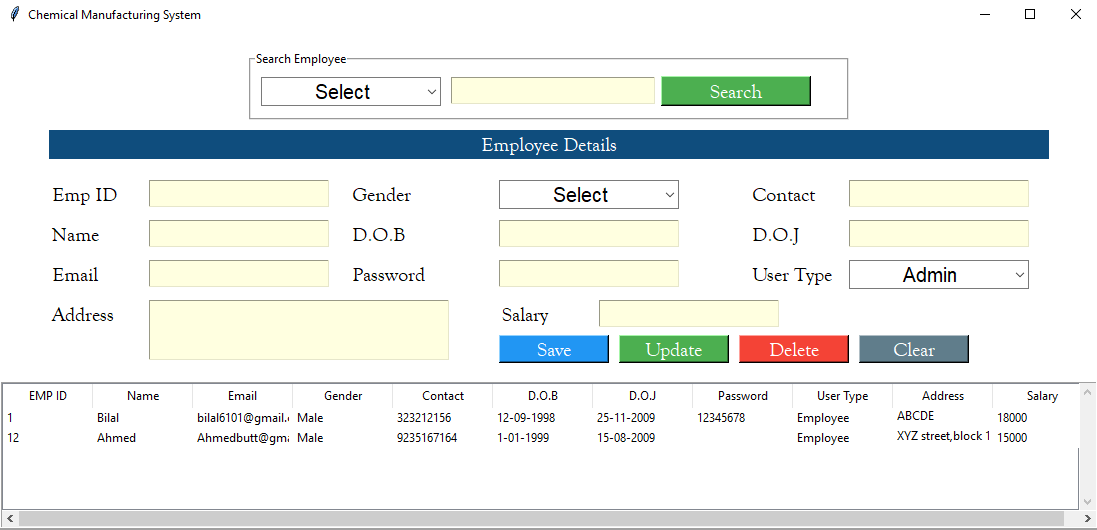 Chemical Manufacturing System
Search Employee
Select Search
Employee Details
Emp ID Gender Select Contact
Name D.O.B D.O.J
Email Password User Type Admin
Address Salary
Save Update Delete Clear
EMP ID Name Email Gender Contact D.O.B D.O.J Password User Type Address Salary
1 Bilal bilal6101@gmail.c Male 323212156 12-09-1998 25-11-2009 12345678 Employee ABCDE 18000
12 Ahmed Ahmedbutt@gma Male 9235167164 1-01-1999 15-08-2009 Employee XYZ street,block 1 15000